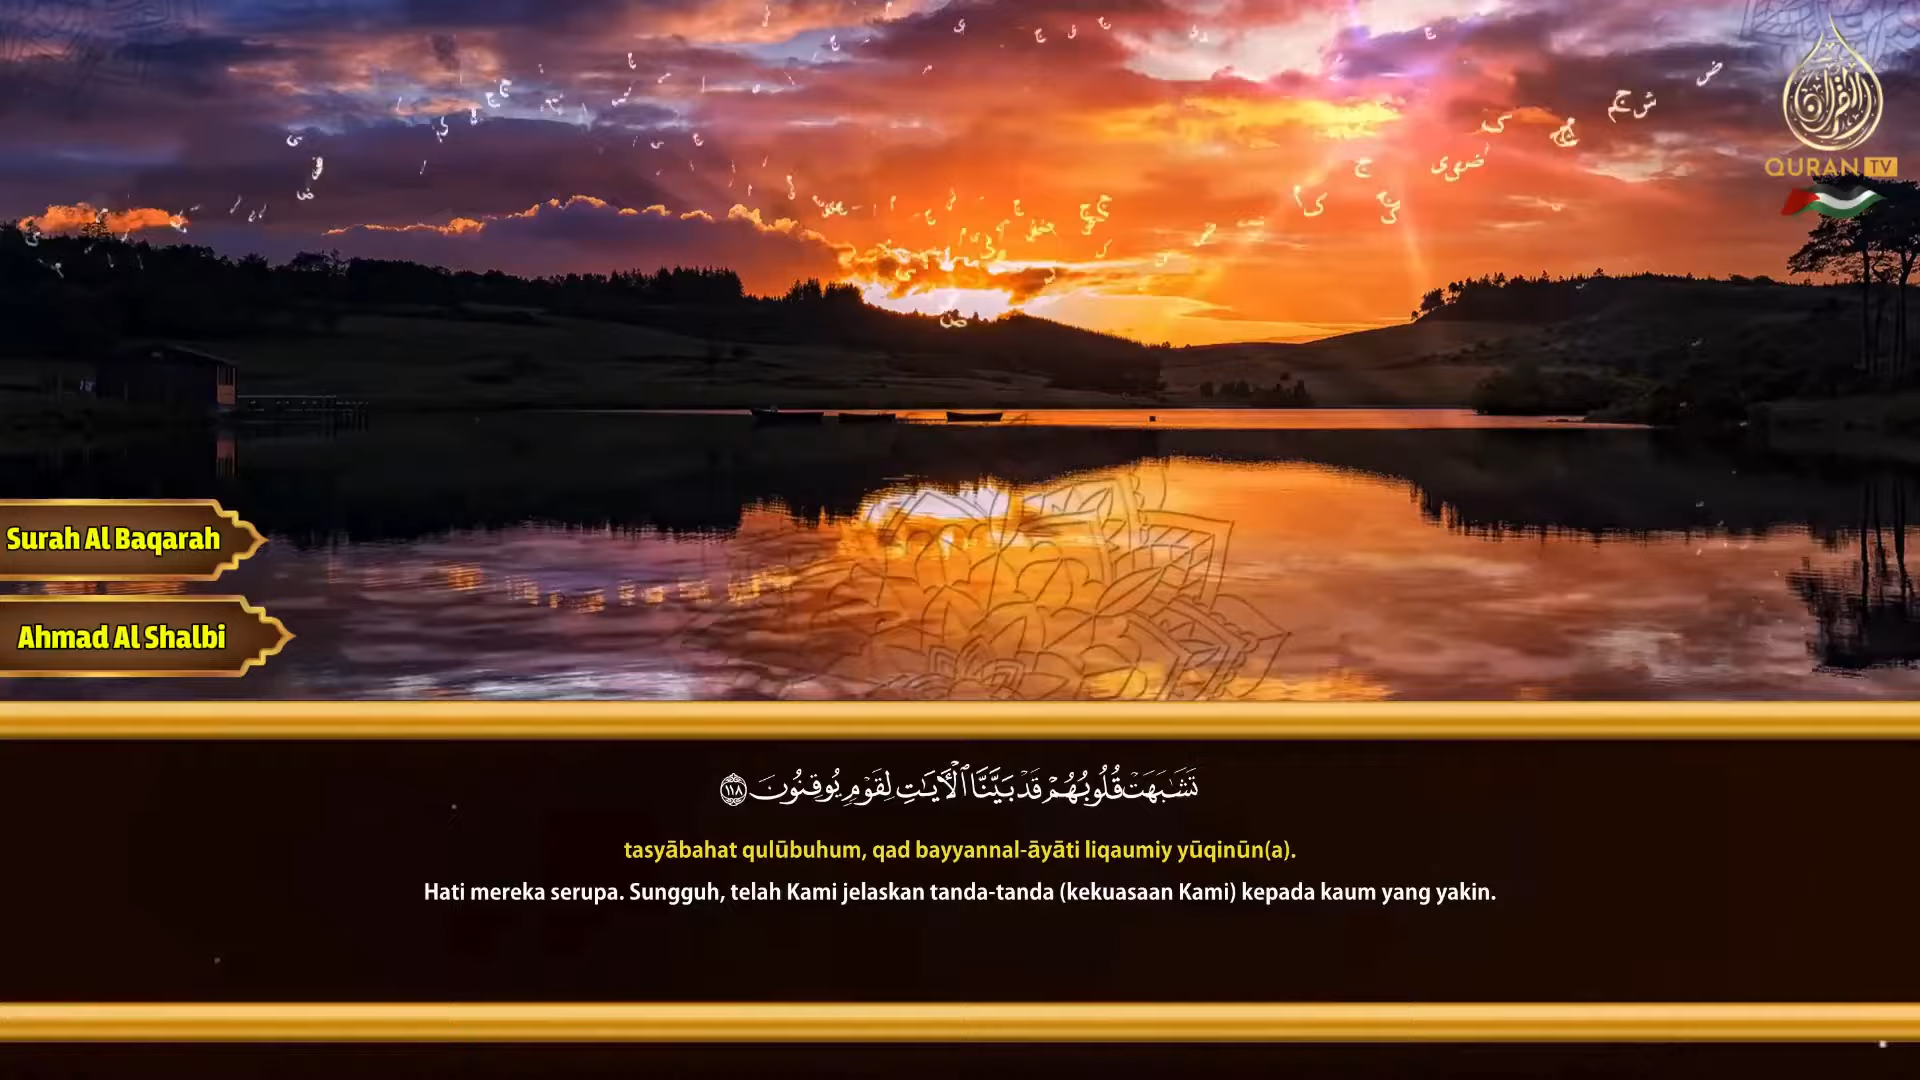 القرآن
QURAN TV
Surah Al Baqarah
Ahmad Al Shalbi
تَشَـٰبَهَتْ قُلُوبُهُمْ قَدْ بَيَّنَّا ٱلْأَيَـٰتِ لِقَوْمٍ يُوقِنُونَ ١١٨
tasyābahat qulūbuhum, qad bayyannal-āyāti liqaumiy yūqinūn(a).
Hati mereka serupa. Sungguh, telah Kami jelaskan tanda-tanda (kekuasaan Kami) kepada kaum yang yakin.